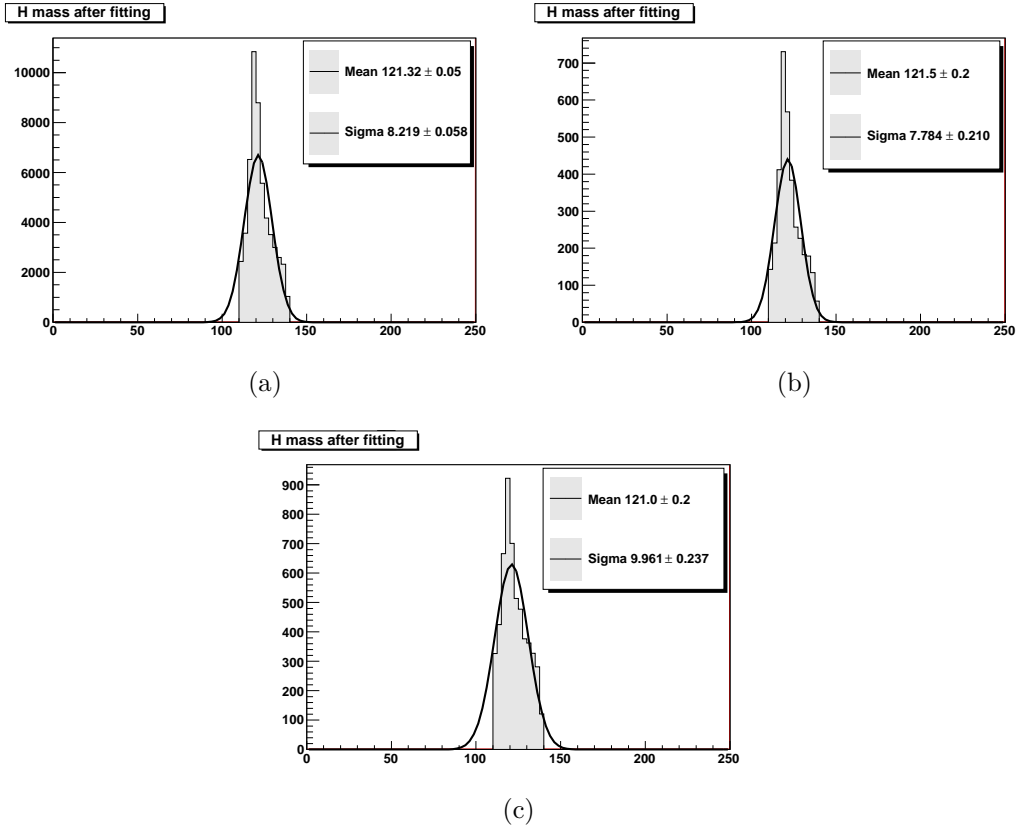 H mass after fitting
Mean 121.32 ± 0.05
Sigma 8.219 ± 0.058
10000
8000
6000
4000
2000
0
0 50 100 150 200 250
(a)
H mass after fitting
Mean 121.5 ± 0.2
Sigma 7.784 ± 0.210
700
600
500
400
300
200
100
0
0 50 100 150 200 250
(b)
H mass after fitting
Mean 121.0 ± 0.2
Sigma 9.961 ± 0.237
900
800
700
600
500
400
300
200
100
0
0 50 100 150 200 250
(c)